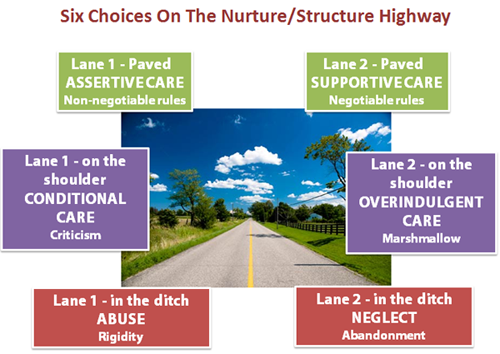 Six Choices On The Nurture/Structure Highway
Lane 1 - Paved
ASSERTIVE CARE
Non-negotiable rules
Lane 2 - Paved
SUPPORTIVE CARE
Negotiable rules
Lane 1 - on the
shoulder
CONDITIONAL
CARE
Criticism
Lane 2 - on the
shoulder
OVERINDULGENT
CARE
Marshmallow
Lane 1 - in the ditch
ABUSE
Rigidity
Lane 2 - in the ditch
NEGLECT
Abandonment